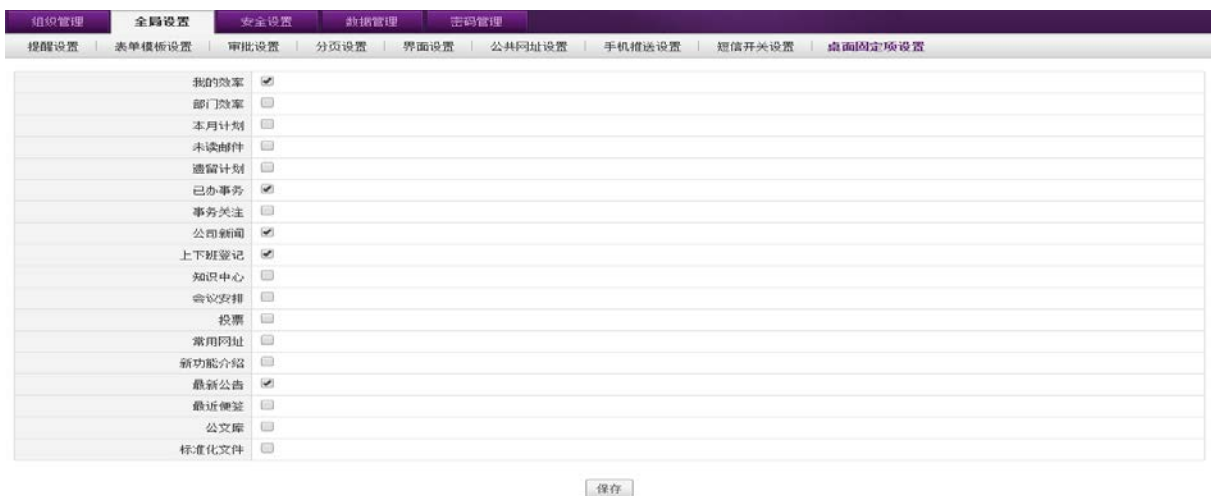 组织管理 全局设置 安全设置 数据管理 密码管理
提醒设置 | 表单模板设置 | 审批设置 | 分页设置 | 界面设置 | 公共网址设置 | 手机推送设置 | 短信开关设置 | 桌面固定项设置
我的效率
部门效率
本月计划
未读邮件
遗留计划
已办事务
事务关注
公司新闻
上下班登记
知识中心
会议安排
投票
常用网址
新功能介绍
最新公告
最近便签
公文库
标准化文件
保存